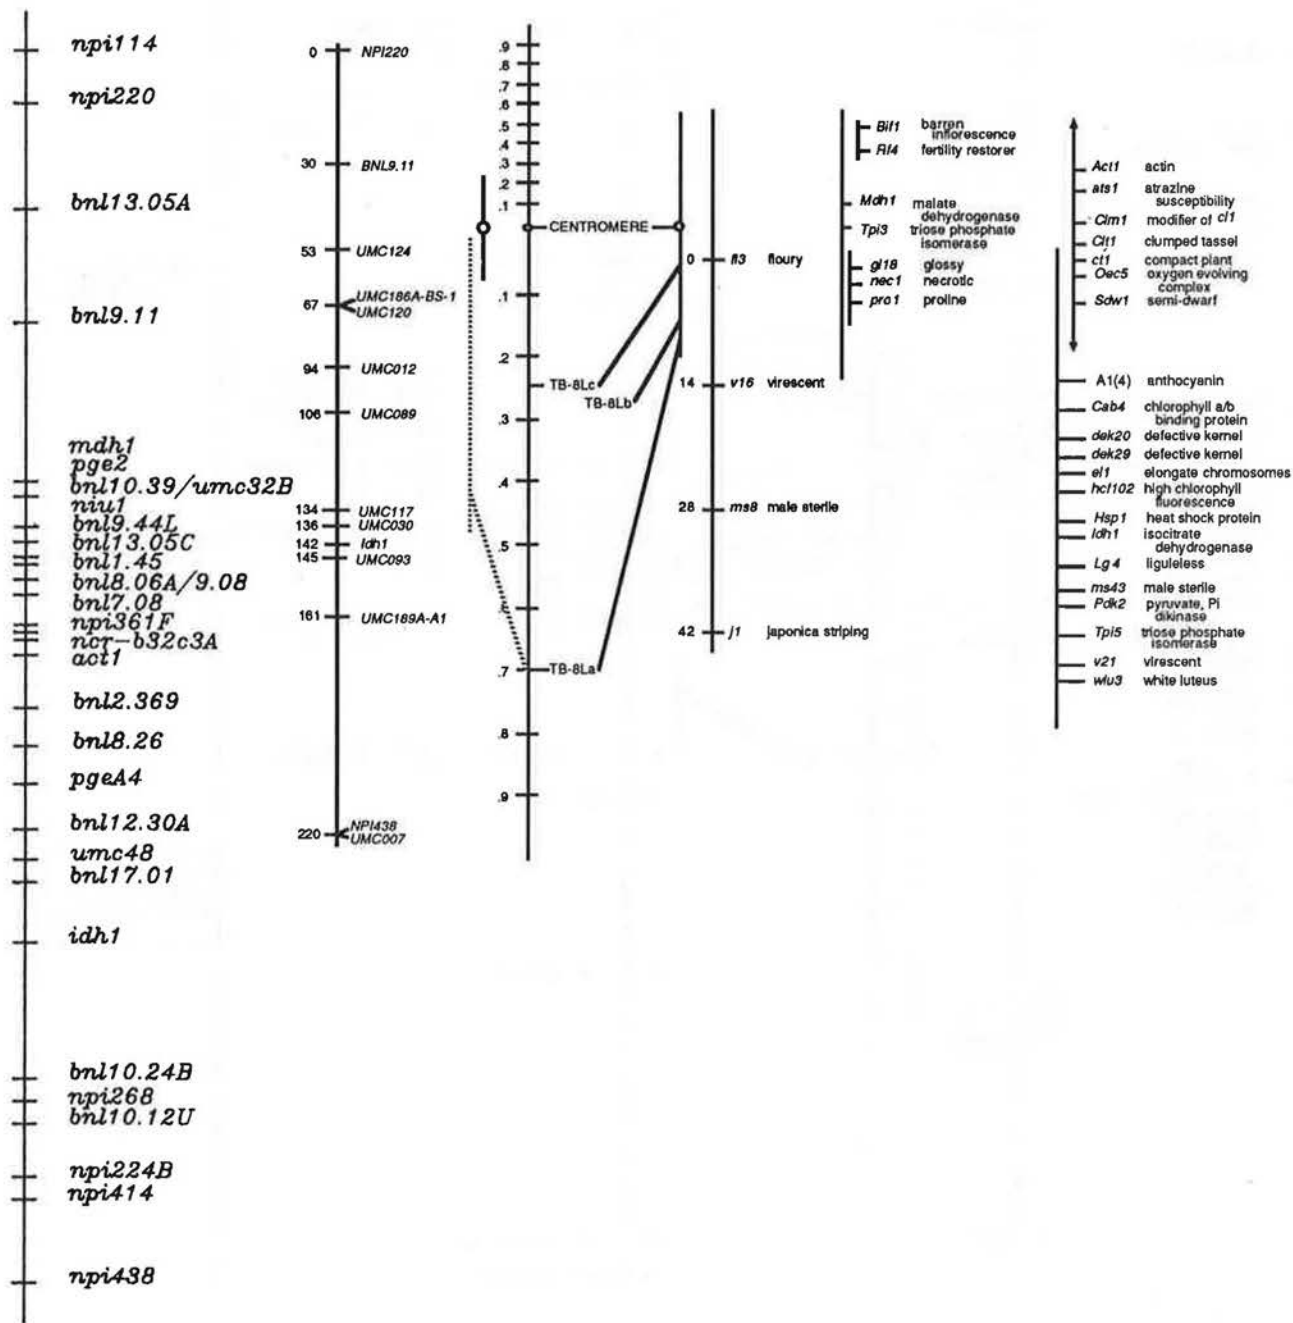 npi114
npi220
bnl13.05A
bnl9.11
mdh1
pge2
bnl10.39/umc32B
niu1
bnl9.44L
bnl13.05C
bnl1.45
bnl8.06A/9.08
bnl7.08
npi361F
ncr-b32c3A
act1
bnl2.369
bnl8.26
pgeA4
bnl12.30A
umc48
bnl17.01
idh1
bnl10.24B
npi268
bnl10.12U
npi224B
npi414
npi438
0 NPI220
30 BNL9.11
53 UMC124
67 UMC186A-BS-1
UMC120
94 UMC012
106 UMC089
134 UMC117
136 UMC030
142 Idh1
145 UMC093
161 UMC189A-A1
220 NPI438
UMC007
.9
.8
.7
.6
.5
.4
.3
.2
.1
CENTROMERE
.1
.2
TB-8Lc
TB-8Lb
.3
.4
.5
.6
.7 TB-8La
.8
.9
0 fl3 floury
14 v16 virescent
28 ms8 male sterile
42 j1 japonica striping
Bif1 barren
inflorescence
Rf4 fertility restorer
Mdh1 malate
dehydrogenase
Tpi3 triose phosphate
isomerase
gl18 glossy
nec1 necrotic
pro1 proline
Act1 actin
ats1 atrazine
susceptibility
Clm1 modifier of cl1
Clt1 clumped tassel
ct1 compact plant
Oec5 oxygen evolving
complex
Sdw1 semi-dwarf
A1(4) anthocyanin
Cab4 chlorophyll a/b
binding protein
dek20 defective kernel
dek29 defective kernel
el1 elongate chromosomes
hcf102 high chlorophyll
fluorescence
Hsp1 heat shock protein
Idh1 isocitrate
dehydrogenase
Lg4 liguleless
ms43 male sterile
Pdk2 pyruvate, Pi
dikinase
Tpi5 triose phosphate
isomerase
v21 virescent
wlu3 white luteus